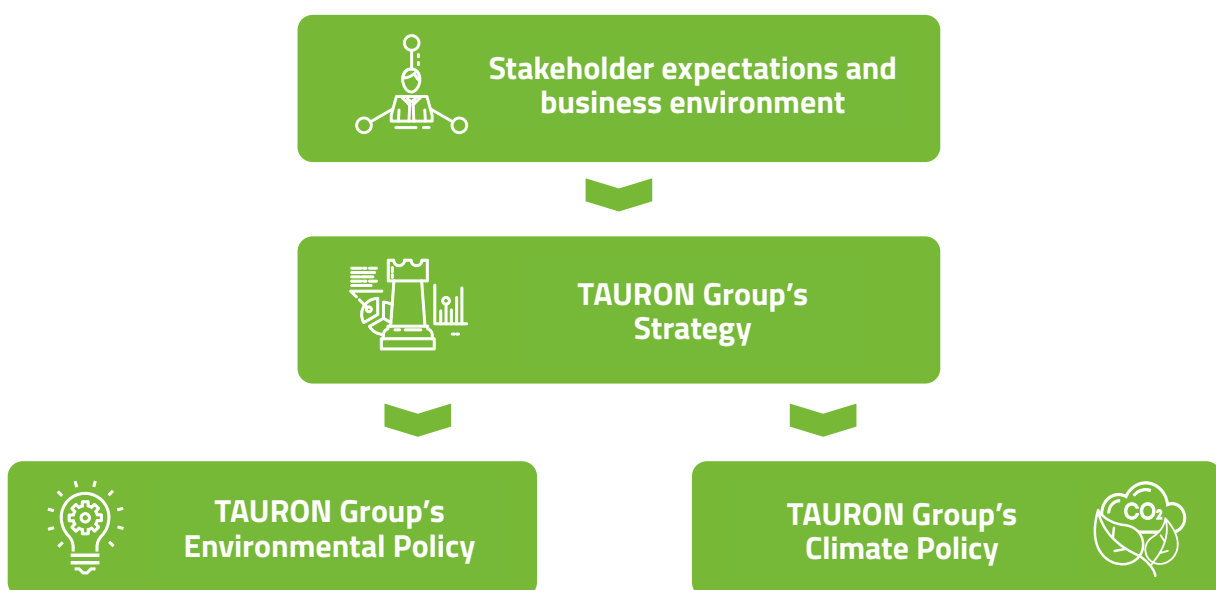 Stakeholder expectations and
business environment
TAURON Group’s
Strategy
TAURON Group’s
Environmental Policy
TAURON Group’s
Climate Policy
CO₂